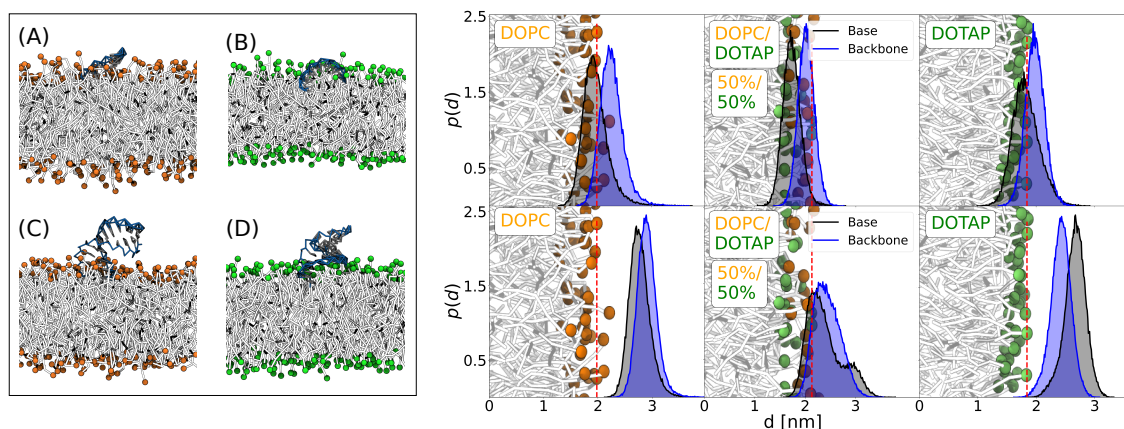 (A)
(B)
(C)
(D)
p(d)
2.5
1.5
0.5
DOPC
DOPC/
DOTAP
50%/
50%
Base
Backbone
DOTAP
p(d)
2.5
1.5
0.5
DOPC
DOPC/
DOTAP
50%/
50%
Base
Backbone
DOTAP
0 1 2 3
0 1 2 3
0 1 2 3
d [nm]